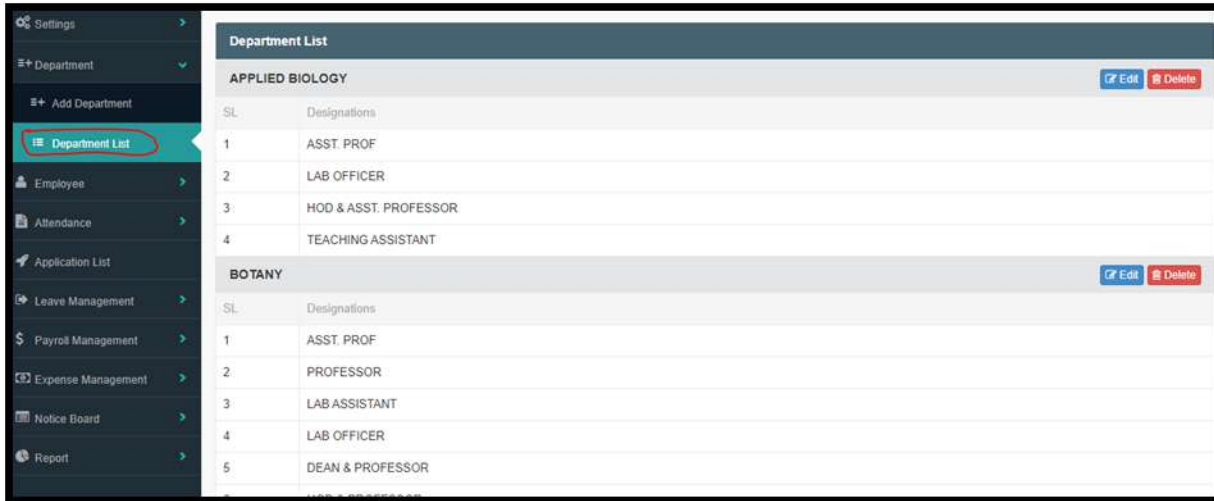 Settings
Department
Add Department
Department List
Employee
Attendance
Application List
Leave Management
$ Payroll Management
Expense Management
Notice Board
Report
Department List
APPLIED BIOLOGY Edit Delete
SL Designations
1 ASST. PROF
2 LAB OFFICER
3 HOD & ASST. PROFESSOR
4 TEACHING ASSISTANT
BOTANY Edit Delete
SL Designations
1 ASST. PROF
2 PROFESSOR
3 LAB ASSISTANT
4 LAB OFFICER
5 DEAN & PROFESSOR